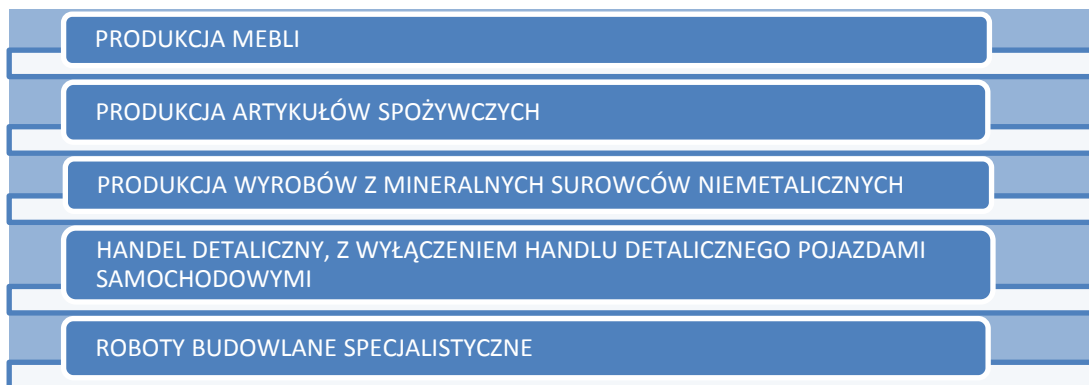 PRODUKCJA MEBLI
PRODUKCJA ARTYKUŁÓW SPOŻYWCZYCH
PRODUKCJA WYROBÓW Z MINERALNYCH SUROWCÓW NIEMETALICZNYCH
HANDEL DETALICZNY, Z WYŁĄCZENIEM HANDLU DETALICZNEGO POJAZDAMI
SAMOCHODOWYMI
ROBOTY BUDOWLANE SPECJALISTYCZNE